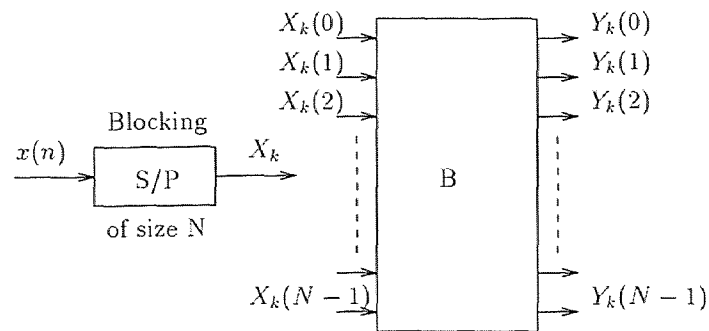 X_k(0)
Y_k(0)
X_k(1)
Y_k(1)
X_k(2)
Y_k(2)
Blocking
x(n)
S/P
X_k
of size N
B
X_k(N − 1)
Y_k(N − 1)